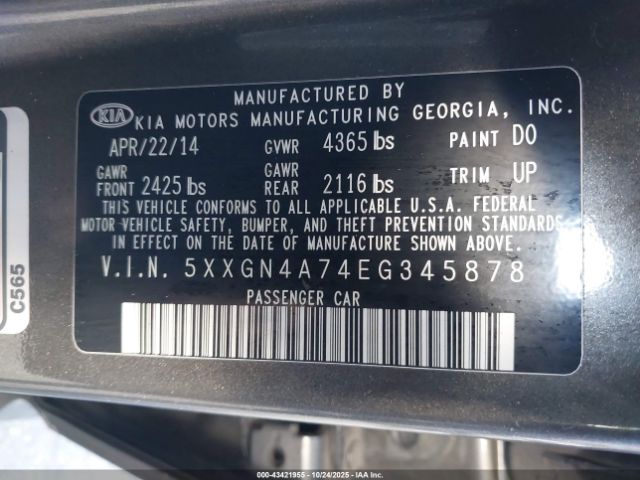 MANUFACTURED BY
KIA KIA MOTORS MANUFACTURING GEORGIA, INC.
APR/22/14 GVWR 4365 lbs PAINT D0
GAWR FRONT 2425 lbs GAWR REAR 2116 lbs TRIM UP
THIS VEHICLE CONFORMS TO ALL APPLICABLE U.S.A. FEDERAL
MOTOR VEHICLE SAFETY, BUMPER, AND THEFT PREVENTION STANDARDS
IN EFFECT ON THE DATE OF MANUFACTURE SHOWN ABOVE.
V.I.N. 5XXGN4A74EG345878
PASSENGER CAR
C565
© 000-43421955 - 10/24/2025 - IAA HOLDINGS, LLC